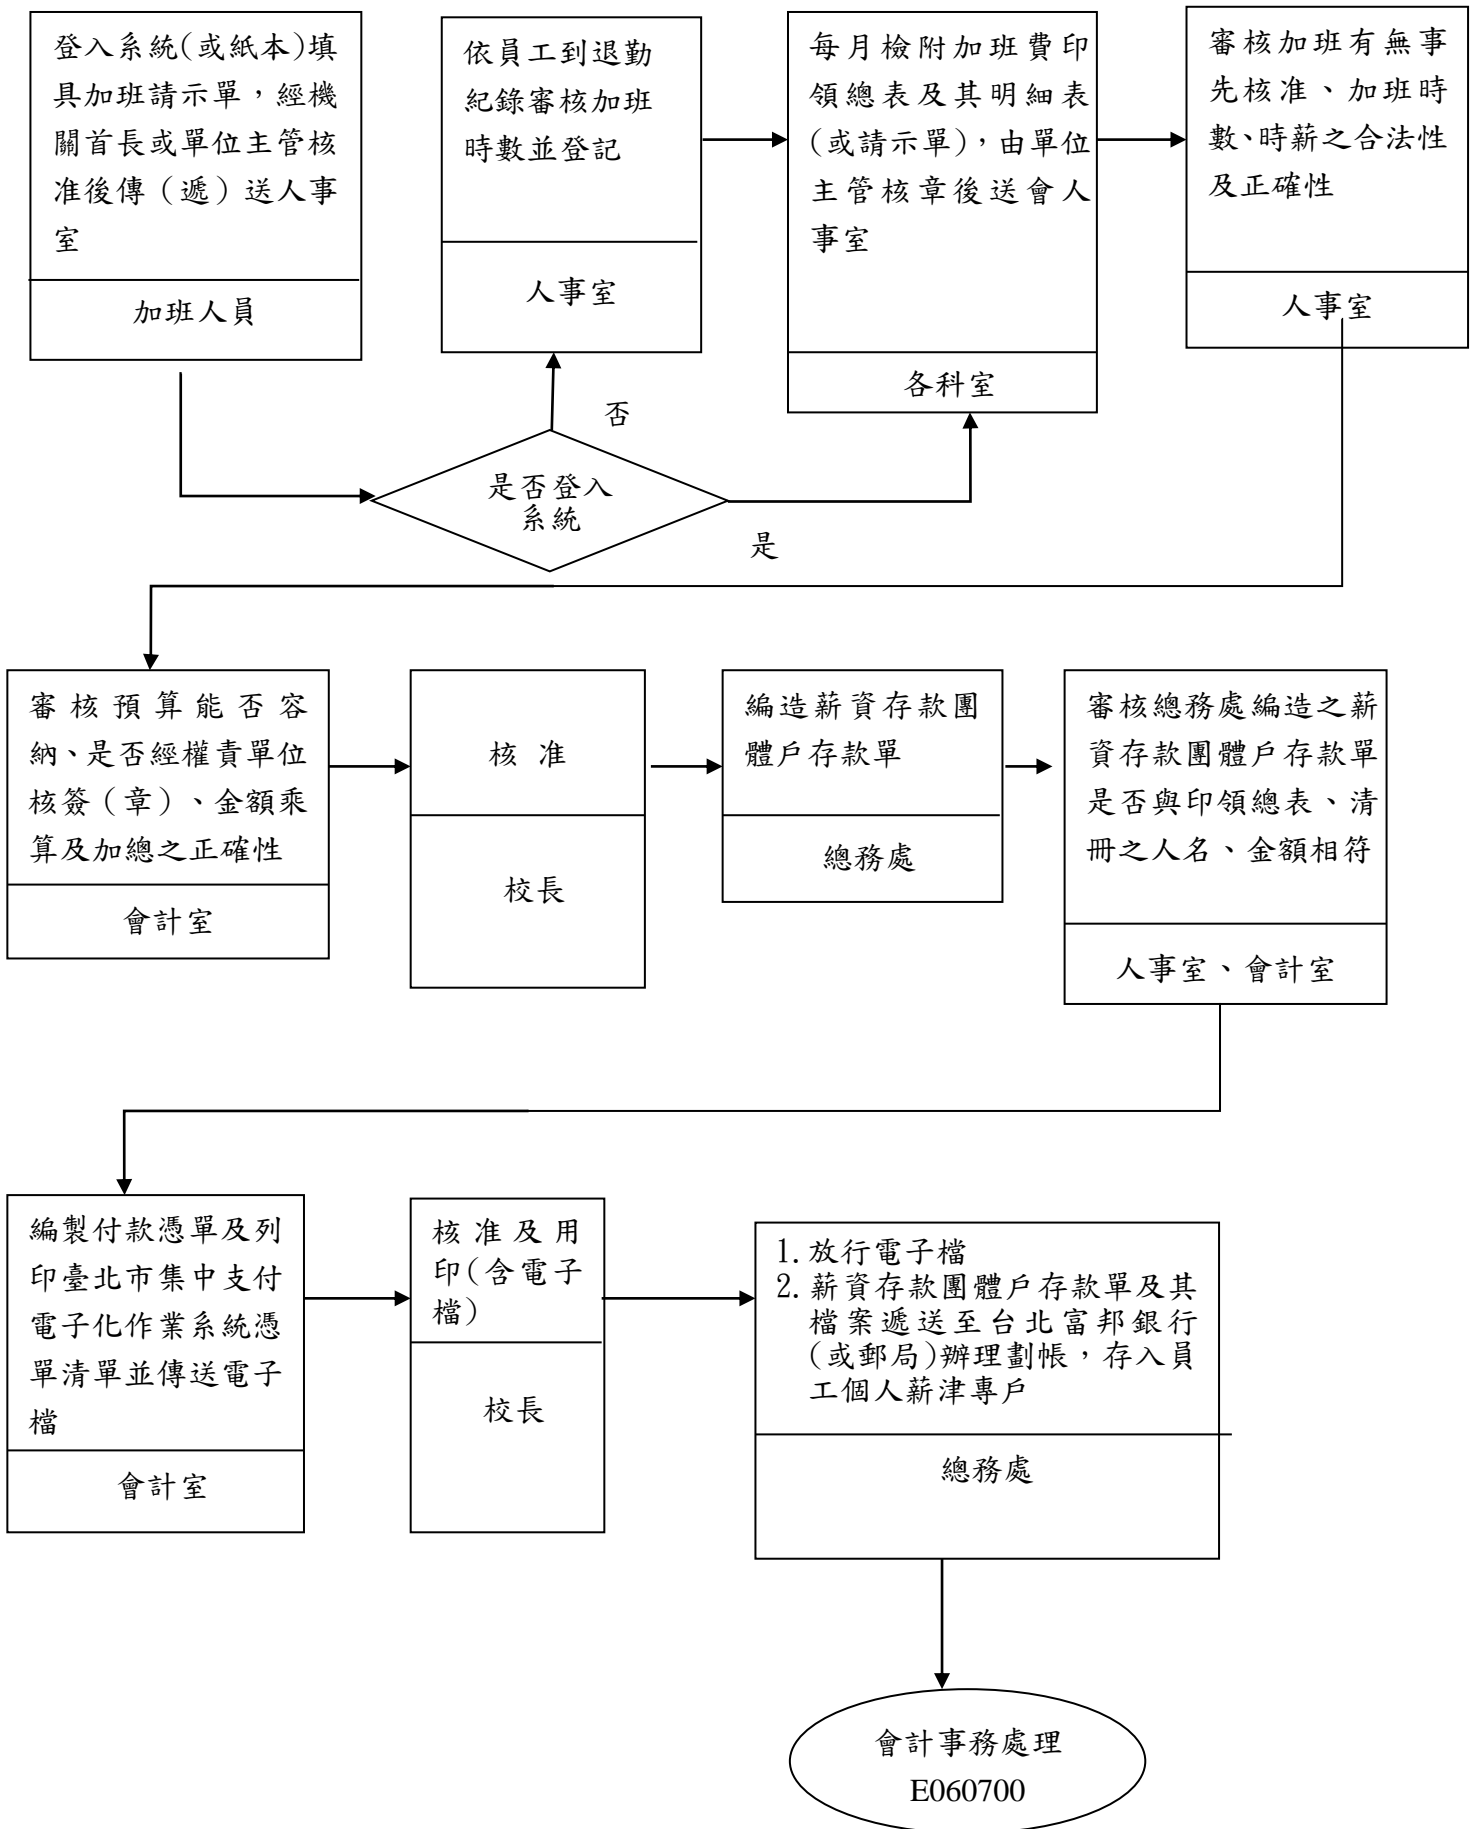 登入系統(或紙本)填
具加班請示單，經機
關首長或單位主管核
准後傳（遞）送人事
室
加班人員
依員工到退勤
紀錄審核加班
時數並登記
人事室
每月檢附加班費印
領總表及其明細表
(或請示單)，由單位
主管核章後送會人
事室
各科室
審核加班有無事
先核准、加班時
數、時薪之合法性
及正確性
人事室
否
是否登入
系統
是
審核預算能否容
納、是否經權責單位
核簽（章）、金額乘
算及加總之正確性
會計室
核 准
校長
編造薪資存款團
體戶存款單
總務處
審核總務處編造之薪
資存款團體戶存款單
是否與印領總表、清
冊之人名、金額相符
人事室、會計室
編製付款憑單及列
印臺北市集中支付
電子化作業系統憑
單清單並傳送電子
檔
會計室
核准及用
印(含電子
檔)
校長
1.放行電子檔
2.薪資存款團體戶存款單及其
檔案遞送至台北富邦銀行
(或郵局)辦理劃帳，存入員
工個人薪津專戶
總務處
會計事務處理
E060700